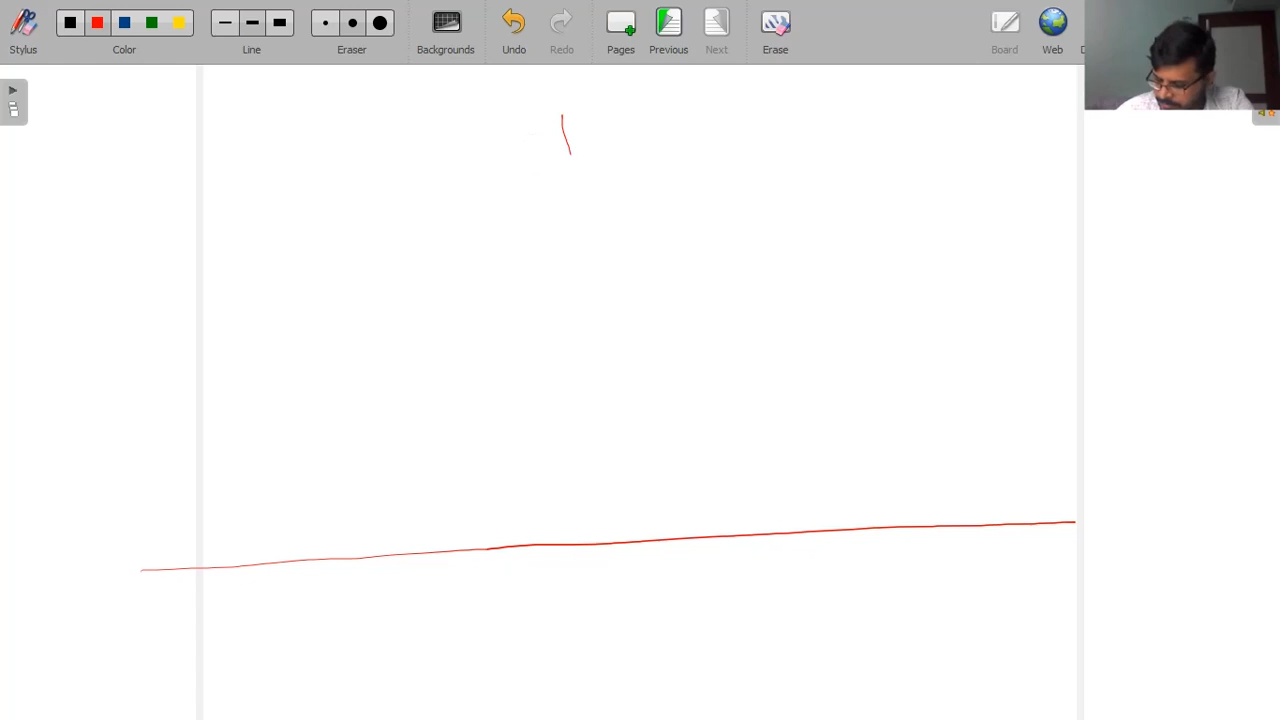 Stylus
Color
Line
Eraser
Backgrounds
Undo
Redo
Pages
Previous
Next
Erase
Board
Web